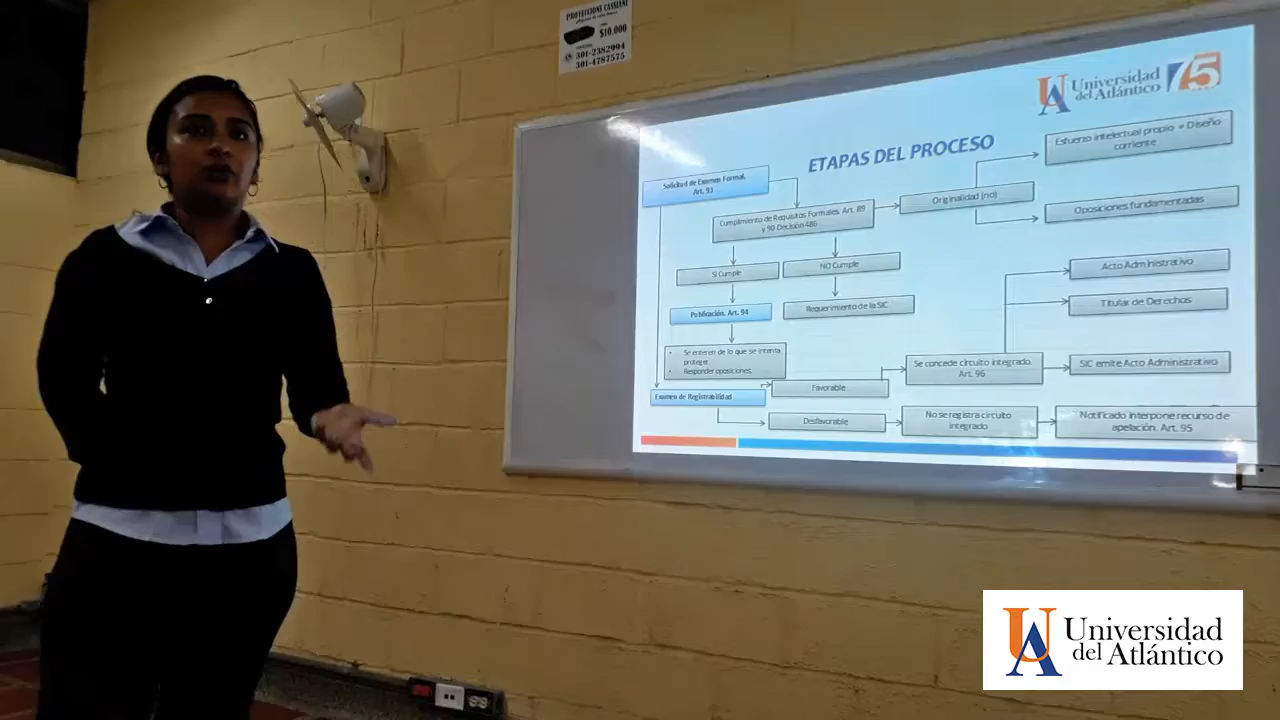 PROYECCIONS CASSIANI
$10.000
301-2382994
301-4787575
Universidad
del Atlántico
75
ETAPAS DEL PROCESO
Solicitud de Examen Formal.
Art. 93
Cumplimiento de Requisitos Formales. Art. 89
y 90 Decisión 486
Originalidad (no)
Esfuerzo intelectual propio + Diseño
corriente
Oposiciones fundamentadas
SI Cumple
NO Cumple
Publicación. Art. 94
Requerimiento de la SIC
• Se enteren de lo que se intenta
proteger.
• Responder oposiciones.
Examen de Registrabilidad
Favorable
Desfavorable
Se concede circuito integrado.
Art. 96
Acto Administrativo
Titular de Derechos
SIC emite Acto Administrativo
No se registra circuito
integrado
Notificado interpone recurso de
apelación. Art. 95
UA
Universidad
del Atlántico